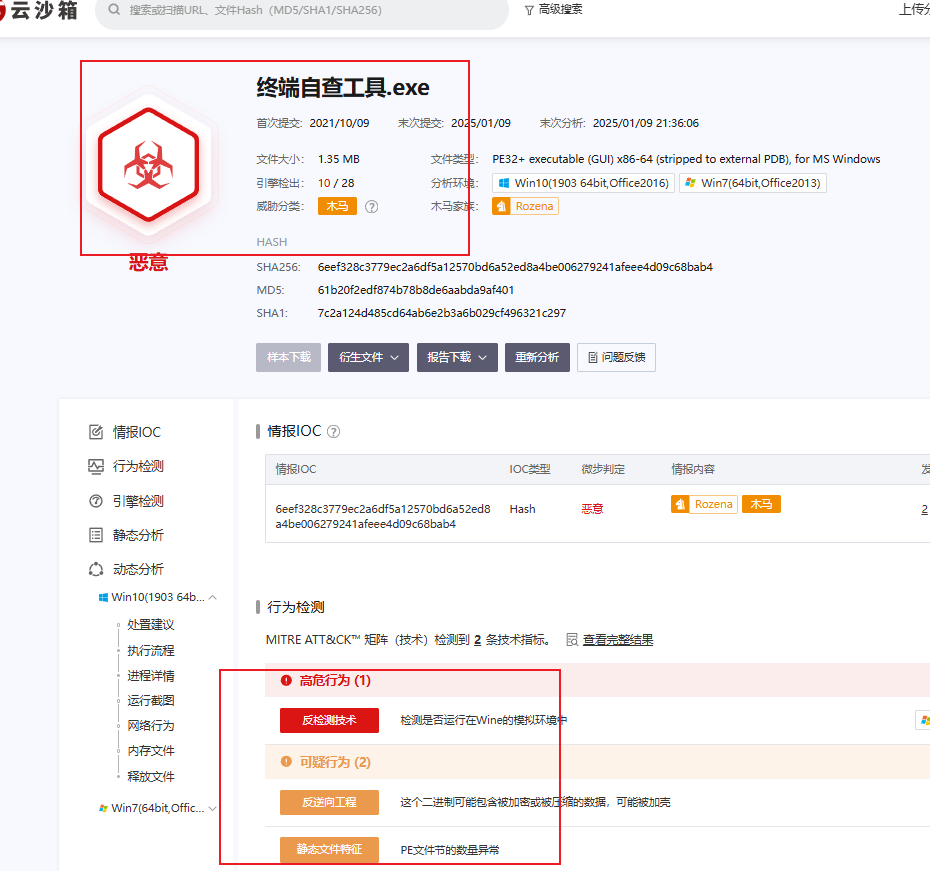 云沙箱
搜索或扫描URL、文件Hash（MD5/SHA1/SHA256）
高级搜索
上传分
终端自查工具.exe
首次提交: 2021/10/09 末次提交: 2025/01/09 末次分析: 2025/01/09 21:36:06
文件大小: 1.35 MB 文件类型: PE32+ executable (GUI) x86-64 (stripped to external PDB), for MS Windows
引擎检出: 10 / 28 分析环境: Win10(1903 64bit,Office2016) Win7(64bit,Office2013)
威胁分类: 木马 木马家族: Rozena
恶意
HASH
SHA256: 6eef328c3779ec2a6df5a12570bd6a52ed8a4be006279241afeee4d09c68bab4
MD5: 61b20f2edf874b78b8de6aabda9af401
SHA1: 7c2a124d485cd64ab6e2b3a6b029cf496321c297
样本下载 衍生文件 报告下载 重新分析 问题反馈
情报IOC
行为检测
引擎检测
静态分析
动态分析
Win10(1903 64b...
处置建议
执行流程
进程详情
运行截图
网络行为
内存文件
释放文件
Win7(64bit,Offic...
情报IOC
情报IOC IOC类型 微步判定 情报内容 发
6eef328c3779ec2a6df5a12570bd6a52ed8
a4be006279241afeee4d09c68bab4
Hash 恶意 Rozena 木马 2
行为检测
MITRE ATT&CK™ 矩阵（技术）检测到 2 条技术指标。 查看完整结果
高危行为 (1)
反检测技术 检测是否运行在Wine的模拟环境中
可疑行为 (2)
反逆向工程 这个二进制可能包含被加密或被压缩的数据，可能被加壳
静态文件特征 PE文件节的数量异常